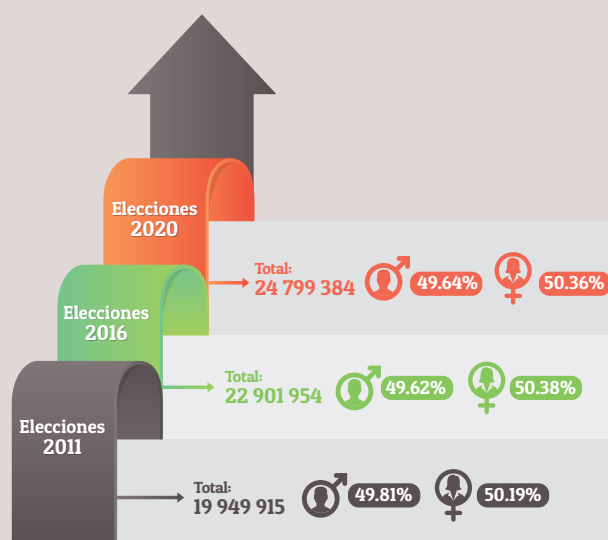 Elecciones
2020
Total:
24 799 384
49.64%
50.36%
Elecciones
2016
Total:
22 901 954
49.62%
50.38%
Elecciones
2011
Total:
19 949 915
49.81%
50.19%